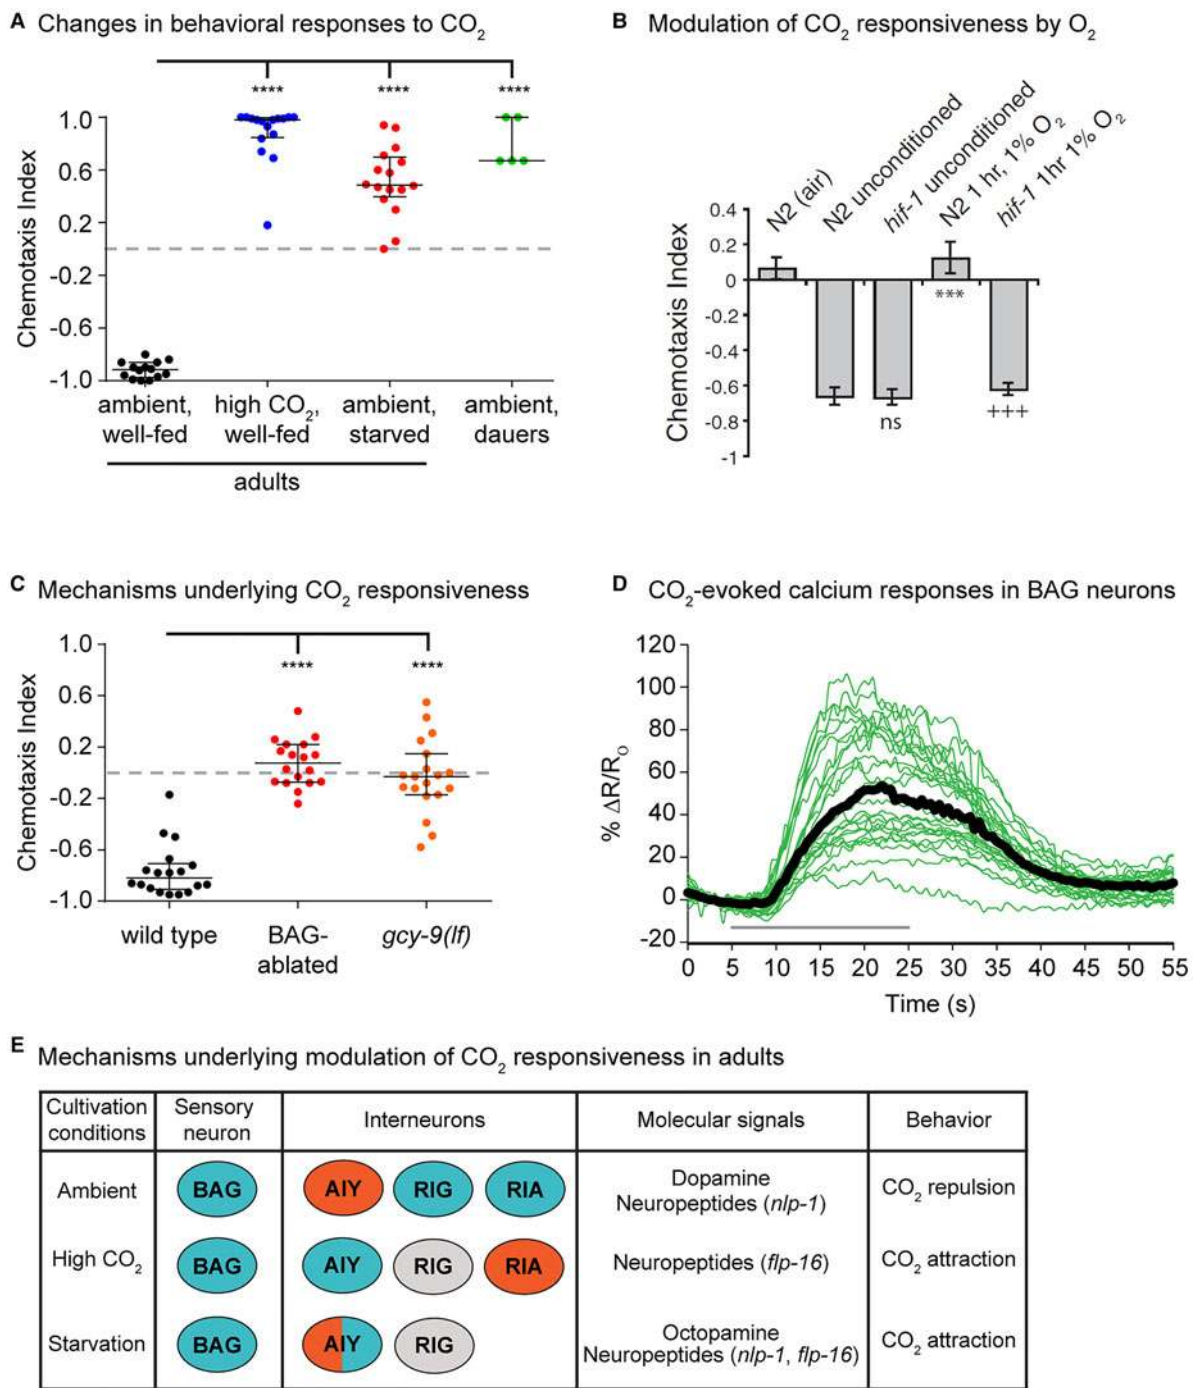 A Changes in behavioral responses to CO₂
**** **** ****
1.0
0.6
0.2
-0.2
-0.6
-1.0
Chemotaxis Index
ambient, well-fed
high CO₂, well-fed
ambient, starved
ambient, dauers
adults
B Modulation of CO₂ responsiveness by O₂
N2 (air)
N2 unconditioned
hif-1 unconditioned
N2 1 hr, 1% O₂
hif-1 1hr 1% O₂
0.4
0.2
0
-0.2
-0.4
-0.6
-0.8
-1
Chemotaxis Index
ns
***
+++
C Mechanisms underlying CO₂ responsiveness
**** ****
1.0
0.6
0.2
-0.2
-0.6
-1.0
Chemotaxis Index
wild type
BAG-ablated
gcy-9(lf)
D CO₂-evoked calcium responses in BAG neurons
120
100
80
60
40
20
0
-20
% ΔR/R₀
0 5 10 15 20 25 30 35 40 45 50 55
Time (s)
E Mechanisms underlying modulation of CO₂ responsiveness in adults
Cultivation conditions
Sensory neuron
Interneurons
Molecular signals
Behavior
Ambient
BAG
AIY RIG RIA
Dopamine
Neuropeptides (nlp-1)
CO₂ repulsion
High CO₂
BAG
AIY RIG RIA
Neuropeptides (flp-16)
CO₂ attraction
Starvation
BAG
AIY RIG
Octopamine
Neuropeptides (nlp-1, flp-16)
CO₂ attraction